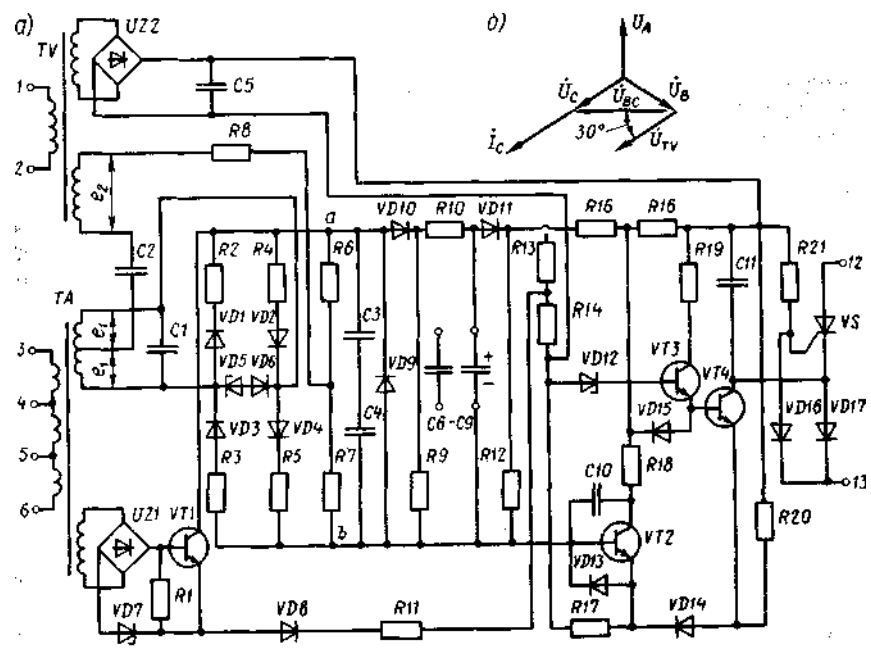 а)
UZ2
TV
C5
1
2
R8
e2
C2
TA
e1
e1
C1
3
4
5
6
R2
R4
a
R6
VD1
VD2
VD5
VD6
VD3
VD4
R3
R5
R7
C3
C4
b
UZ1
VT1
R1
VD7
VD8
R11
VD10
R10
VD11
VD9
+
–
C6-C9
R9
R12
б)
U̇A
U̇C
U̇BC
U̇B
İC
30°
U̇TV
R13
R14
R16
R16
R19
C11
R21
12
VS
VD12
VT3
VT4
VD15
VD16
VD17
R18
C10
VT2
13
VD13
R20
R17
VD14